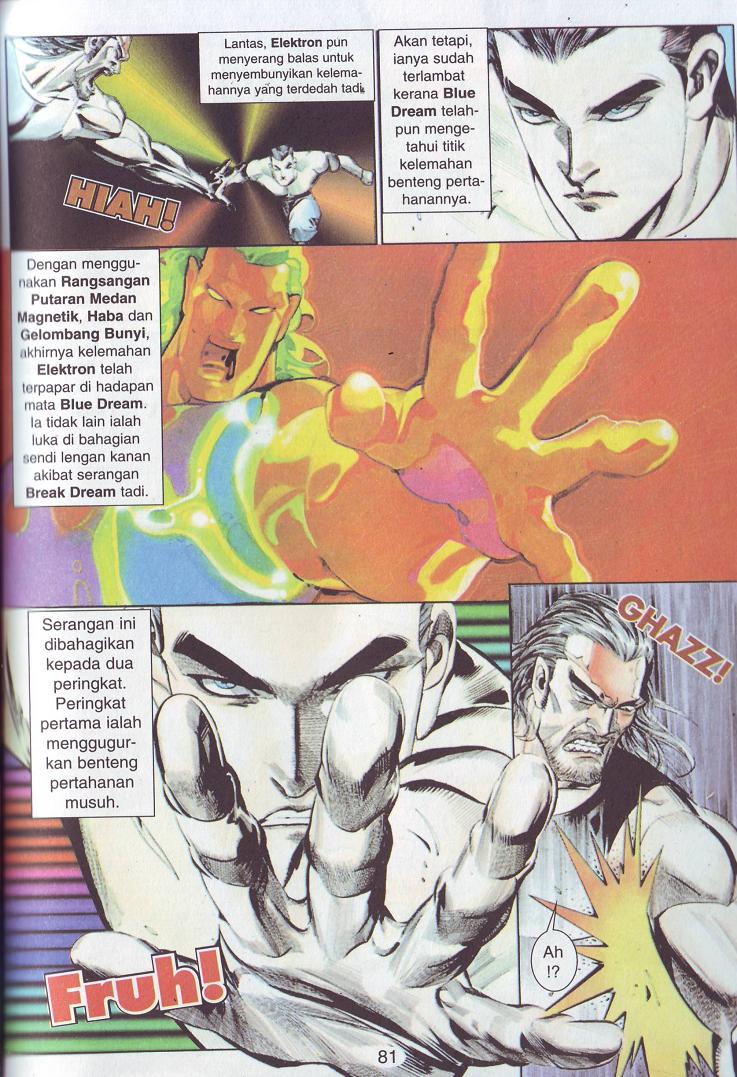 Lantas, Elektron pun
menyerang balas untuk
menyembunyikan kelema-
hannya yang terdedah tadi.
HIAH!
Akan tetapi,
ianya sudah
terlambat
kerana Blue
Dream telah-
pun menge-
tahui titik
kelemahan
benteng perta-
hanannya.
Dengan menggu-
nakan Rangsangan
Putaran Medan
Magnetik, Haba dan
Gelombang Bunyi,
akhirnya kelemahan
Elektron telah
terpapar di hadapan
mata Blue Dream.
Ia tidak lain ialah
luka di bahagian
sendi lengan kanan
akibat serangan
Break Dream tadi.
Serangan ini
dibahagikan
kepada dua
peringkat.
Peringkat
pertama ialah
menggugur-
kan benteng
pertahanan
musuh.
GHAZZ!
Ah
!?
Fruh!
81